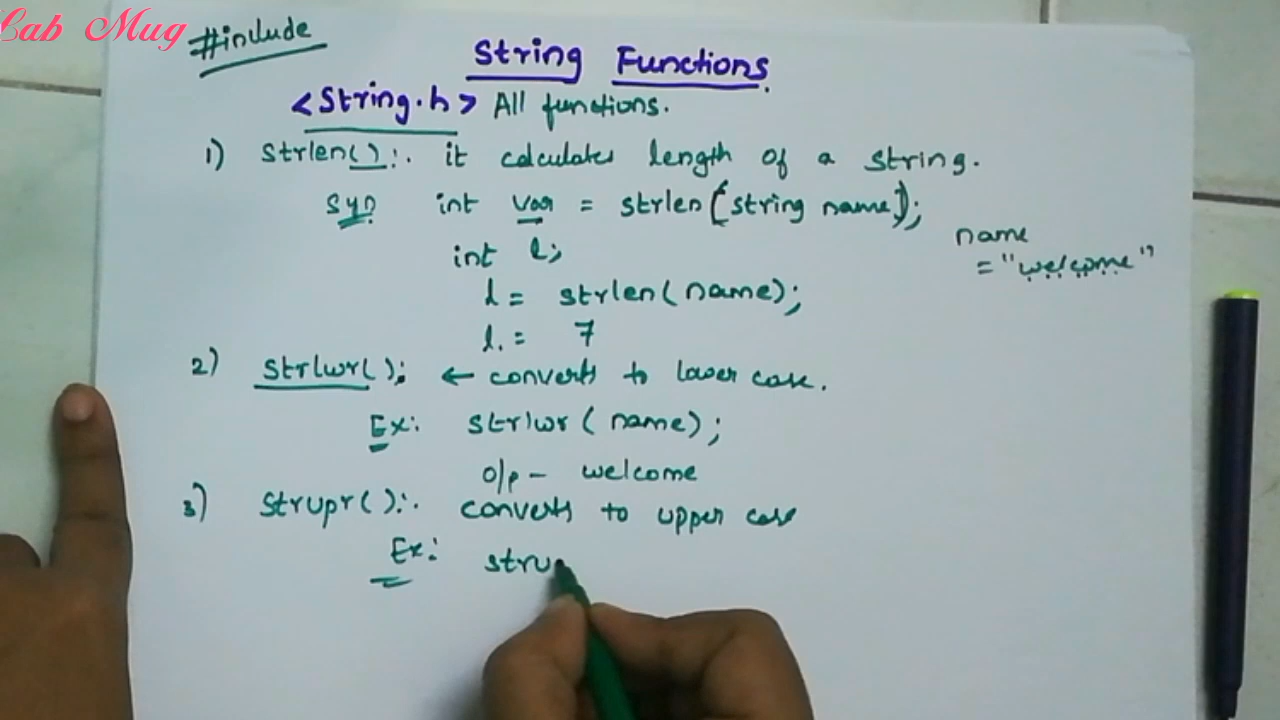 Lab Mug
#include
String Functions.
<String.h> All functions.
1) strlen():. it calculates length of a string.
Syn int var = strlen(string name);
name
= "welcome"
int l;
l = strlen(name);
l. = 7
2) strlwr(); ← converts to lower case.
Ex: strlwr(name);
o/p - welcome
3) strupr():. converts to upper case
Ex: stru